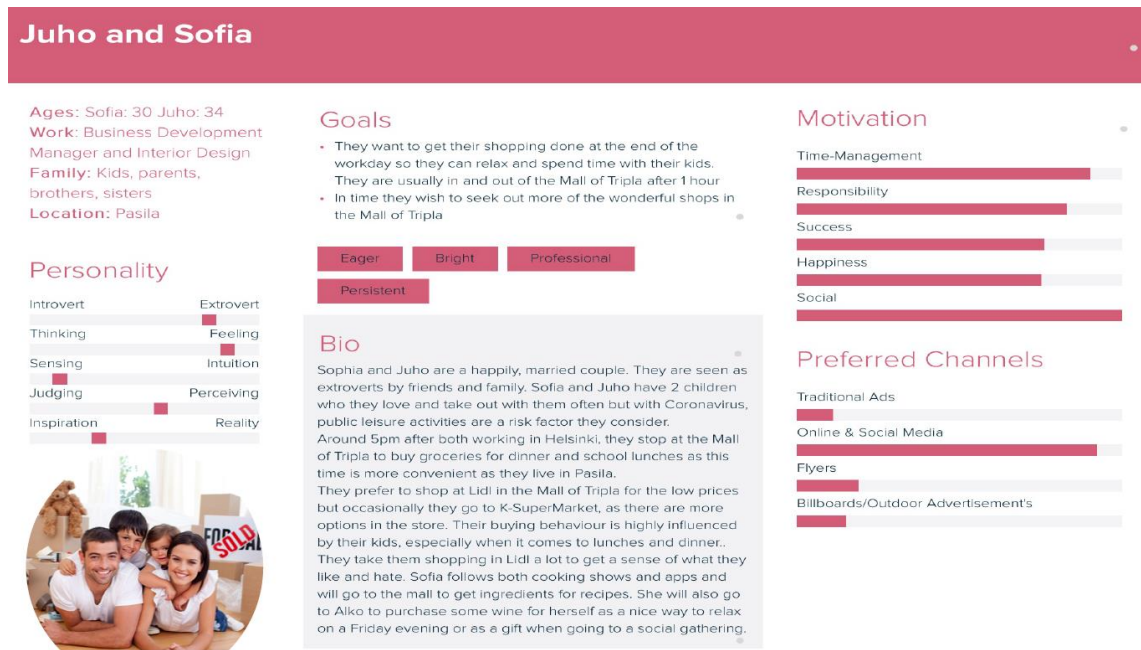 Juho and Sofia
Ages: Sofia: 30 Juho: 34
Work: Business Development
Manager and Interior Design
Family: Kids, parents,
brothers, sisters
Location: Pasila
Personality
Introvert Extrovert
Thinking Feeling
Sensing Intuition
Judging Perceiving
Inspiration Reality
Goals
• They want to get their shopping done at the end of the
workday so they can relax and spend time with their kids.
They are usually in and out of the Mall of Tripla after 1 hour
• In time they wish to seek out more of the wonderful shops in
the Mall of Tripla
Eager Bright Professional
Persistent
Bio
Sophia and Juho are a happily, married couple. They are seen as
extroverts by friends and family. Sofia and Juho have 2 children
who they love and take out with them often but with Coronavirus,
public leisure activities are a risk factor they consider.
Around 5pm after both working in Helsinki, they stop at the Mall
of Tripla to buy groceries for dinner and school lunches as this
time is more convenient as they live in Pasila.
They prefer to shop at Lidl in the Mall of Tripla for the low prices
but occasionally they go to K-SuperMarket, as there are more
options in the store. Their buying behaviour is highly influenced
by their kids, especially when it comes to lunches and dinner..
They take them shopping in Lidl a lot to get a sense of what they
like and hate. Sofia follows both cooking shows and apps and
will go to the mall to get ingredients for recipes. She will also go
to Alko to purchase some wine for herself as a nice way to relax
on a Friday evening or as a gift when going to a social gathering.
Motivation
Time-Management
Responsibility
Success
Happiness
Social
Preferred Channels
Traditional Ads
Online & Social Media
Flyers
Billboards/Outdoor Advertisement's
FOR
SOLD